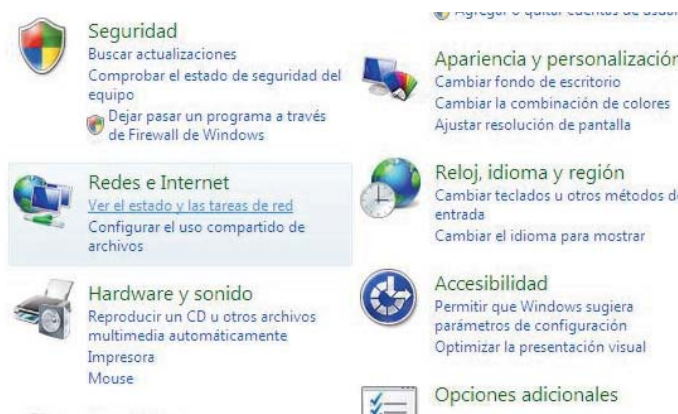 Seguridad
Buscar actualizaciones
Comprobar el estado de seguridad del
equipo
Dejar pasar un programa a través
de Firewall de Windows
Redes e Internet
Ver el estado y las tareas de red
Configurar el uso compartido de
archivos
Hardware y sonido
Reproducir un CD u otros archivos
multimedia automáticamente
Impresora
Mouse
Agregar o quitar cuentas de
Apariencia y personalización
Cambiar fondo de escritorio
Cambiar la combinación de colores
Ajustar resolución de pantalla
Reloj, idioma y región
Cambiar teclados u otros métodos de
entrada
Cambiar el idioma para mostrar
Accesibilidad
Permitir que Windows sugiera
parámetros de configuración
Optimizar la presentación visual
Opciones adicionales